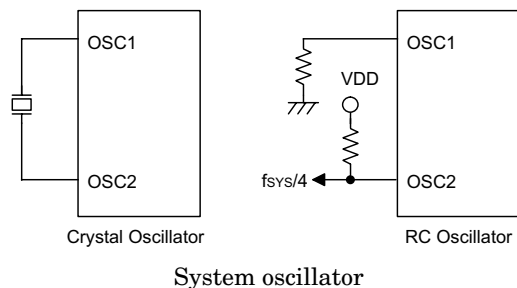 OSC1
OSC2
Crystal Oscillator
OSC1
VDD
fSYS/4
OSC2
RC Oscillator
System oscillator